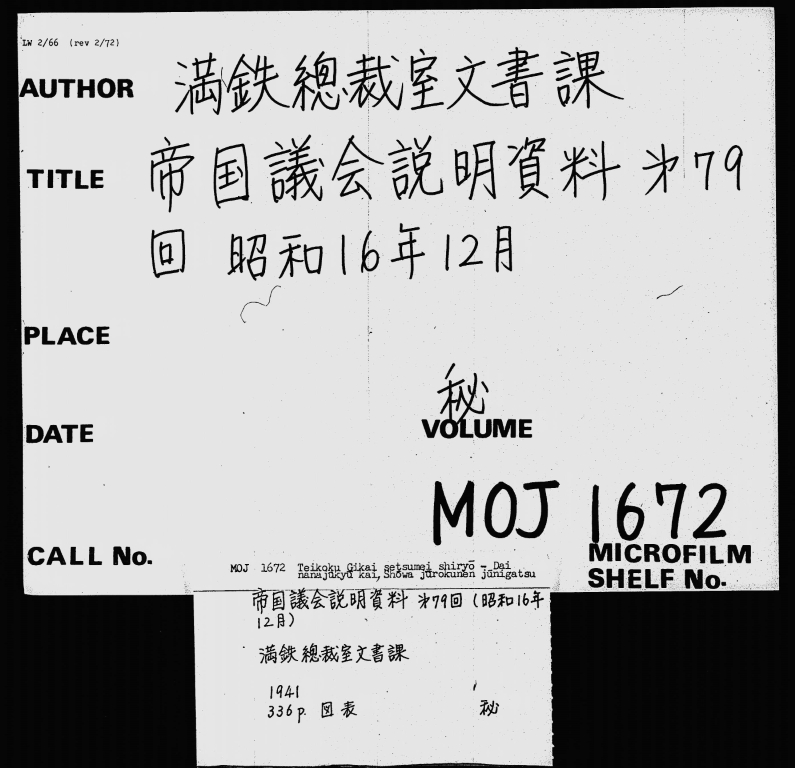 LW 2/66 (rev 2/72)
AUTHOR 満鉄總裁室文書課
TITLE 帝国議会説明資料 㐧79
回 昭和16年12月
PLACE
秘
DATE
VOLUME
MOJ 1672
CALL No.
MICROFILM
SHELF No.
MOJ 1672 Teikoku Gikai setsumei shiryō - Dai
nanajūkyū kai, Shōwa jūrokunen jūnigatsu
帝国議会説明資料 㐧79回 (昭和16年
12月)
満鉄總裁室文書課
1941
336p. 図表 秘